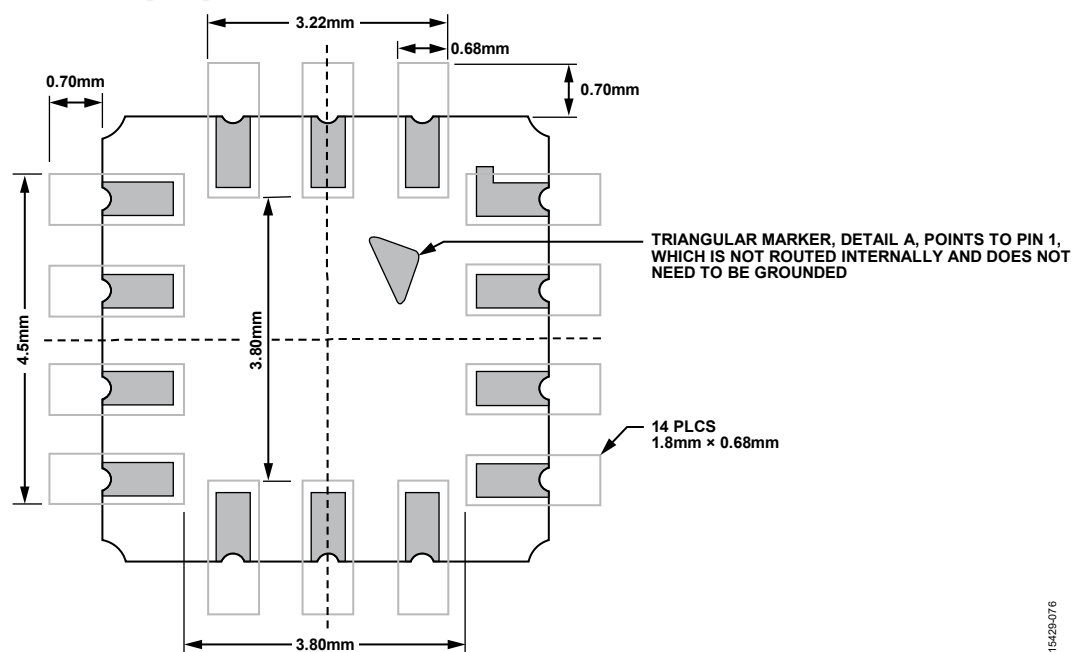 3.22mm
0.68mm
0.70mm
0.70mm
4.5mm
3.80mm
TRIANGULAR MARKER, DETAIL A, POINTS TO PIN 1,
WHICH IS NOT ROUTED INTERNALLY AND DOES NOT
NEED TO BE GROUNDED
14 PLCS
1.8mm × 0.68mm
3.80mm
15429-076